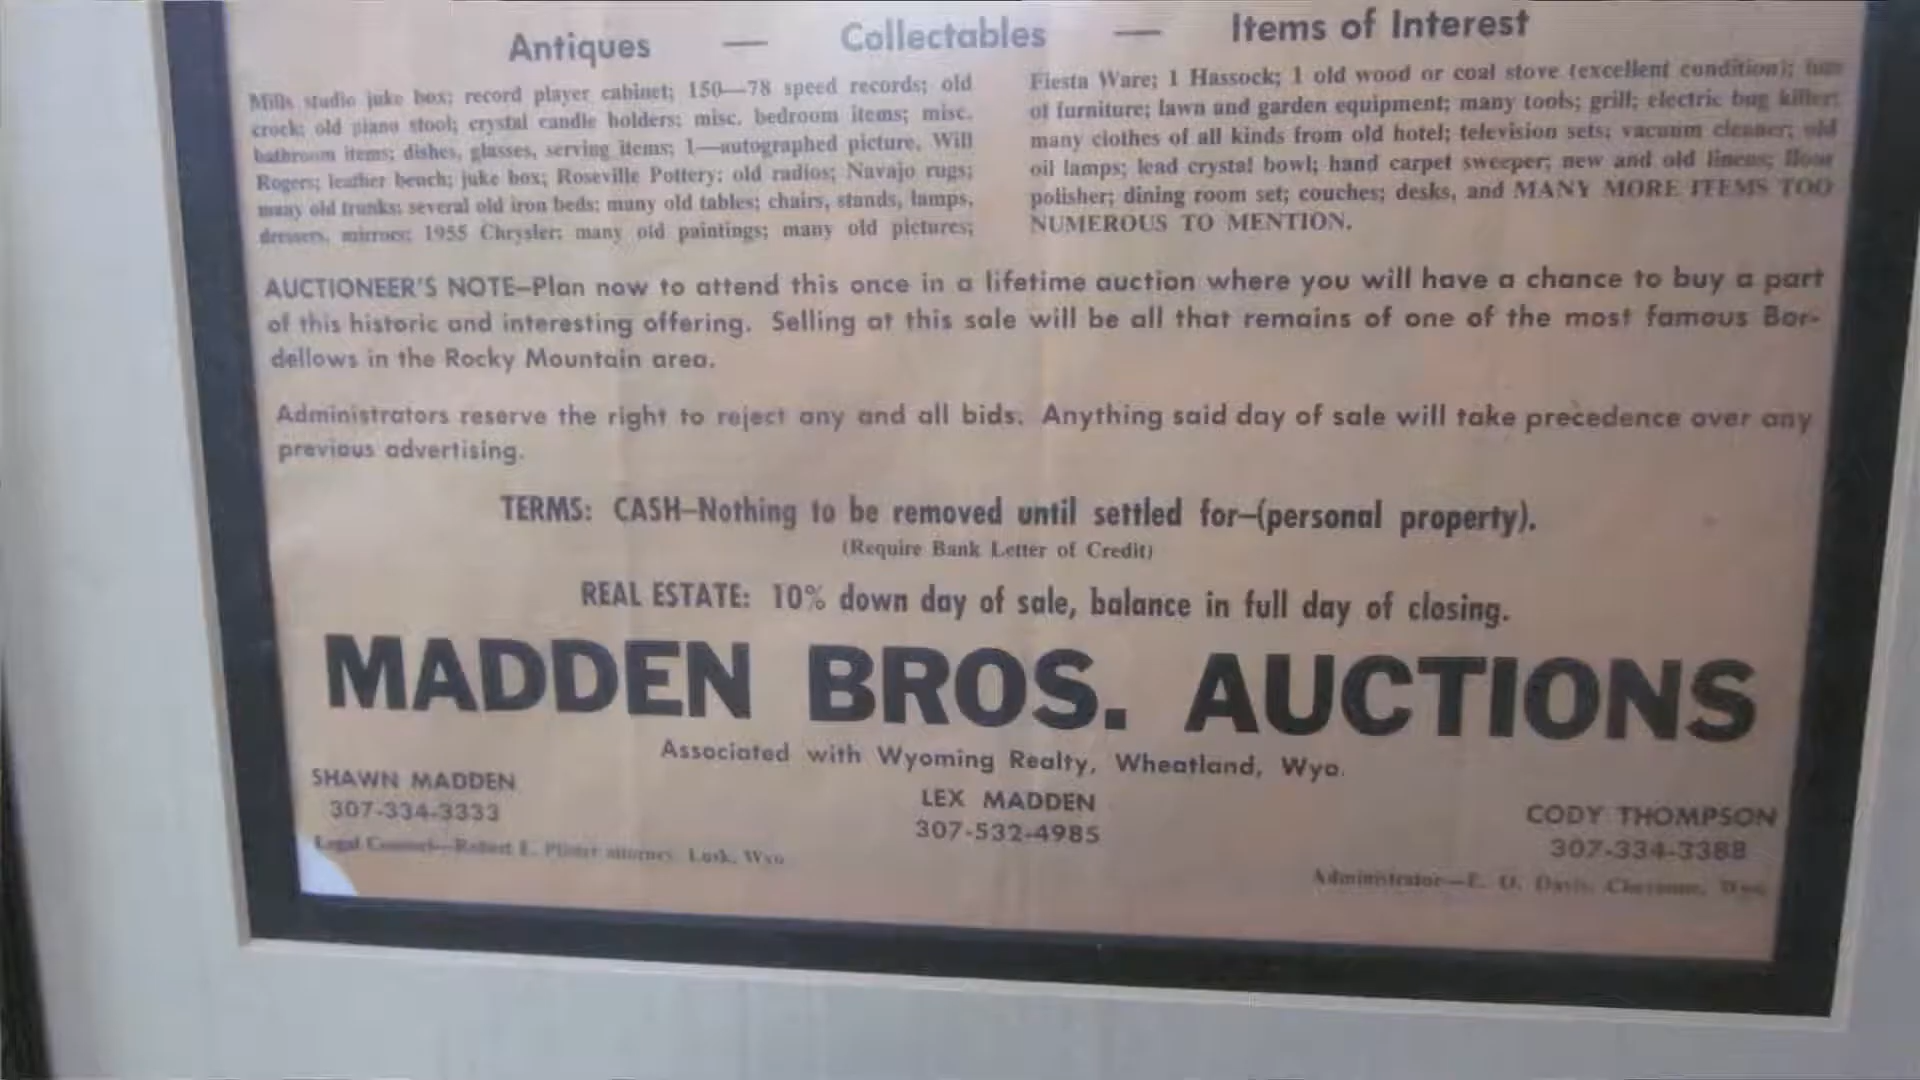 Antiques — Collectables — Items of Interest
Mills studio juke box; record player cabinet; 150—78 speed records; old
crock; old piano stool; crystal candle holders; misc. bedroom items; misc.
bathroom items; dishes, glasses, serving items; 1—autographed picture, Will
Rogers; leather bench; juke box; Roseville Pottery; old radios; Navajo rugs;
many old trunks; several old iron beds; many old tables; chairs, stands, lamps,
dressers, mirrors; 1955 Chrysler; many old paintings; many old pictures;
Fiesta Ware; 1 Hassock; 1 old wood or coal stove (excellent condition);
of furniture; lawn and garden equipment; many tools; grill; electric bug killer;
many clothes of all kinds from old hotel; television sets; vacuum cleaner; old
oil lamps; lead crystal bowl; hand carpet sweeper; new and old linens; floor
polisher; dining room set; couches; desks, and MANY MORE ITEMS TOO
NUMEROUS TO MENTION.
AUCTIONEER'S NOTE—Plan now to attend this once in a lifetime auction where you will have a chance to buy a part
of this historic and interesting offering. Selling at this sale will be all that remains of one of the most famous Bor-
dellows in the Rocky Mountain area.
Administrators reserve the right to reject any and all bids. Anything said day of sale will take precedence over any
previous advertising.
TERMS: CASH—Nothing to be removed until settled for—(personal property).
(Require Bank Letter of Credit)
REAL ESTATE: 10% down day of sale, balance in full day of closing.
MADDEN BROS. AUCTIONS
Associated with Wyoming Realty, Wheatland, Wyo.
SHAWN MADDEN
307-334-3333
LEX MADDEN
307-532-4985
CODY THOMPSON
307-334-3388
Legal Counsel—Robert E. attorney, Lusk, Wyo.
Administrator—E. O. Davis, Cheyenne, Wyo.